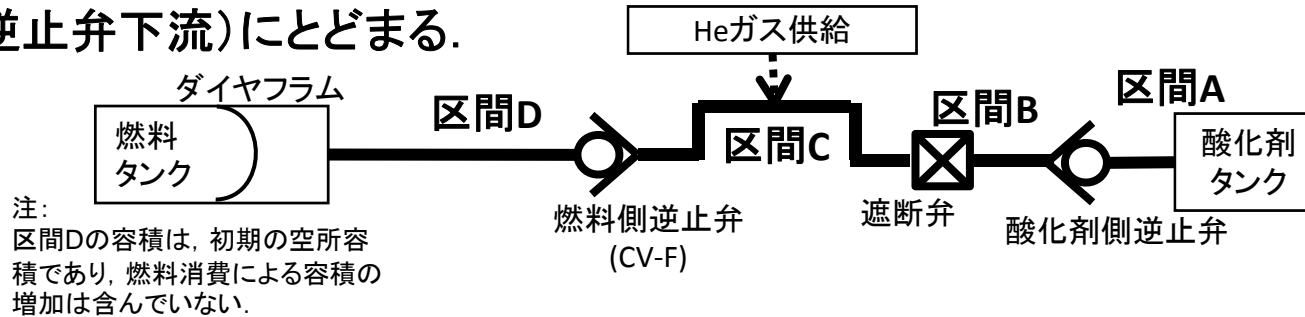 逆止弁下流)にとどまる.
Heガス供給
ダイヤフラム
区間D
区間B
区間A
燃料
タンク
区間C
酸化剤
タンク
燃料側逆止弁
(CV-F)
遮断弁
酸化剤側逆止弁
注:
区間Dの容積は,初期の空所容
積であり,燃料消費による容積の
増加は含んでいない.